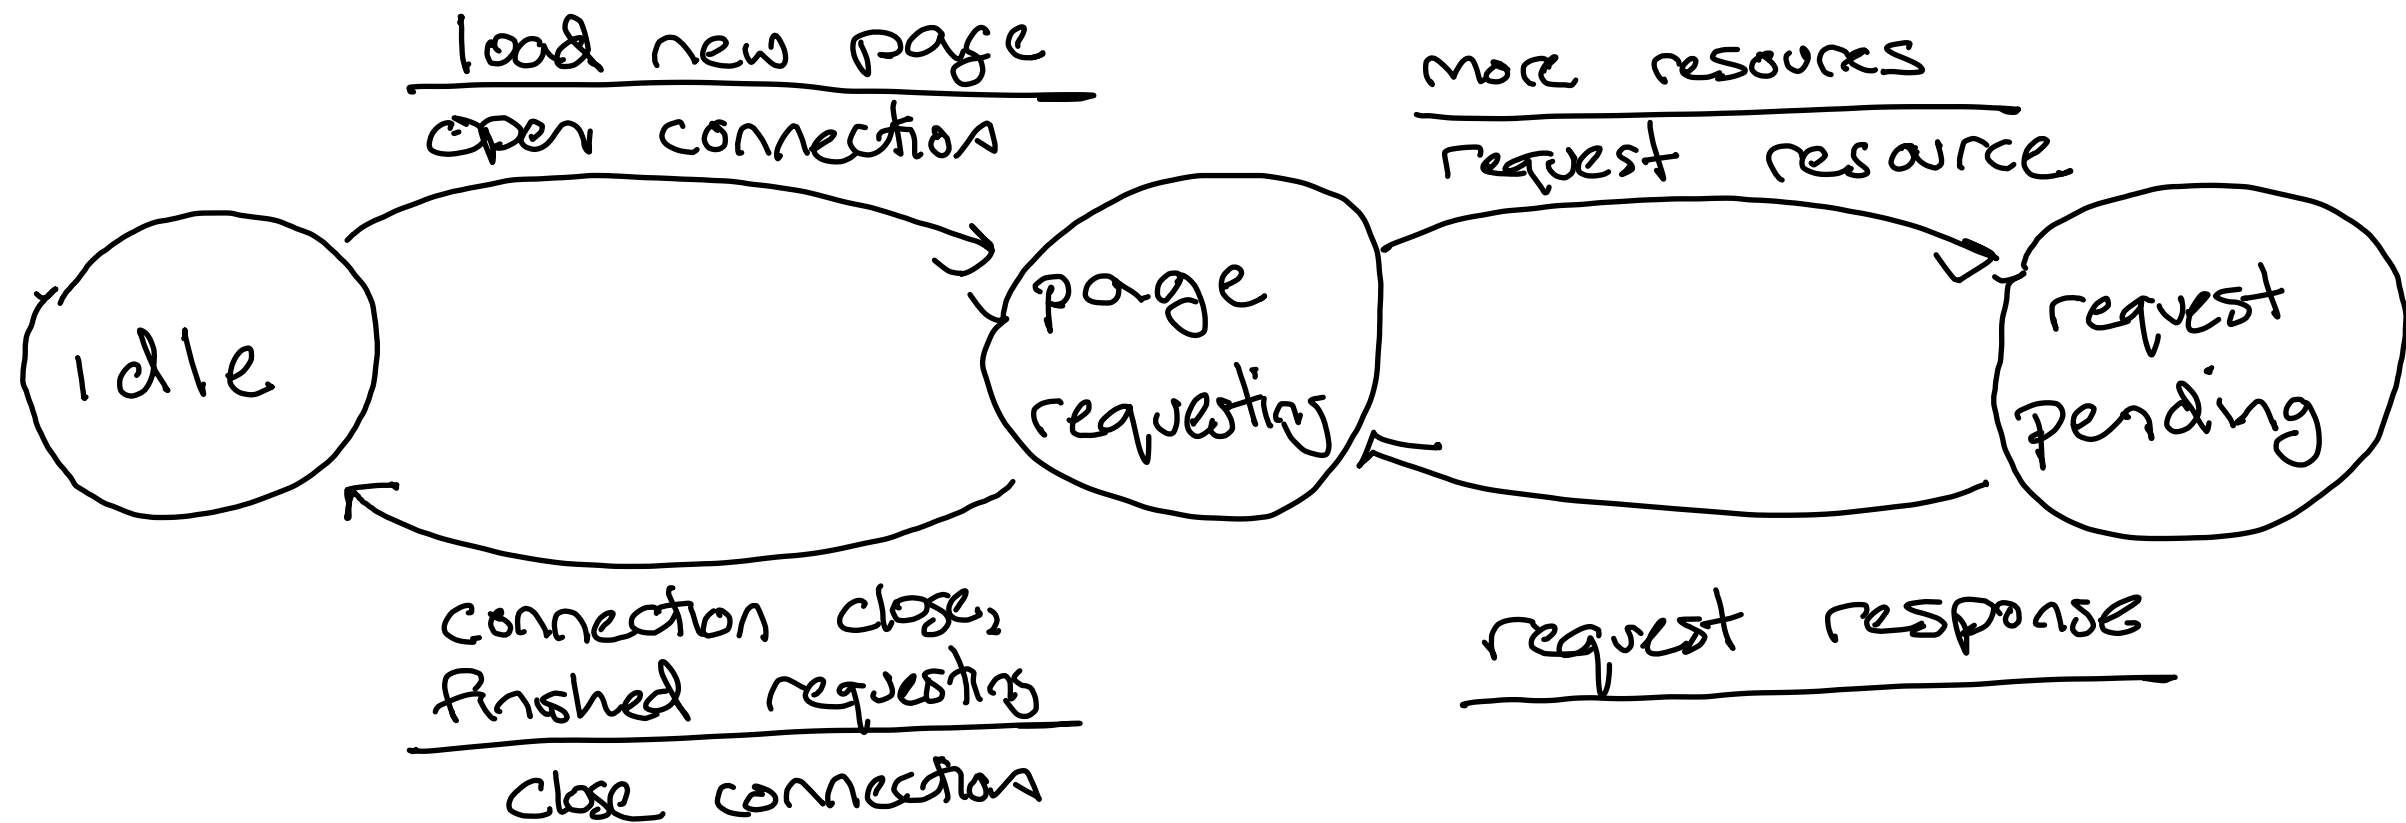 load new page
open connection
more resoures
request resource
Idle
page
requesting
request
pending
connection close,
finished requesting
close connection
request response